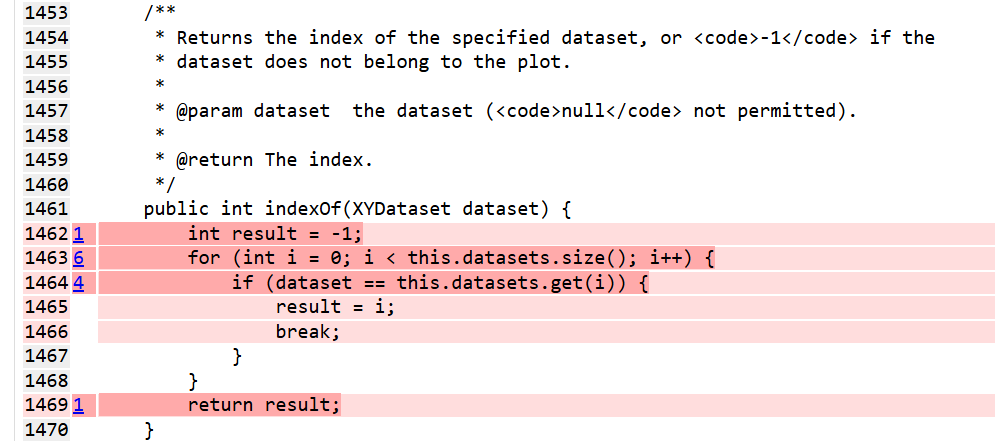 1453 /**
1454 * Returns the index of the specified dataset, or <code>-1</code> if the
1455 * dataset does not belong to the plot.
1456 *
1457 * @param dataset  the dataset (<code>null</code> not permitted).
1458 *
1459 * @return The index.
1460 */
1461 public int indexOf(XYDataset dataset) {
1462 1 int result = -1;
1463 6 for (int i = 0; i < this.datasets.size(); i++) {
1464 4 if (dataset == this.datasets.get(i)) {
1465 result = i;
1466 break;
1467 }
1468 }
1469 1 return result;
1470 }